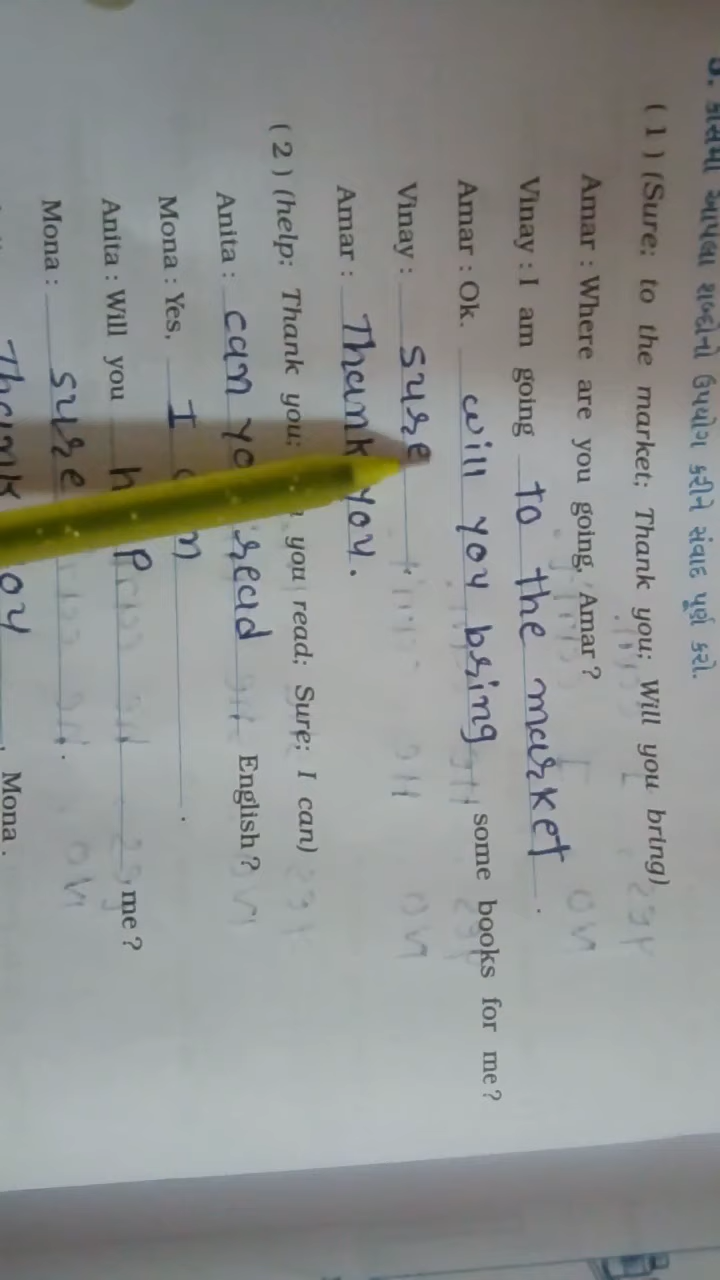 કૌંસમાં આપેલા શબ્દોનો ઉપયોગ કરીને સંવાદ પૂર્ણ કરો.
( 1 ) (Sure; to the market; Thank you; Will you bring)
Amar : Where are you going, Amar ?
Vinay : I am going to the market .
Amar : Ok. will you bring some books for me ?
Vinay : sure
Amar : Thank you.
( 2 ) (help; Thank you; you read; Sure; I can)
Anita : can read English ?
Mona : Yes, I .
Anita : Will you me ?
Mona : sure .
Thank , Mona .